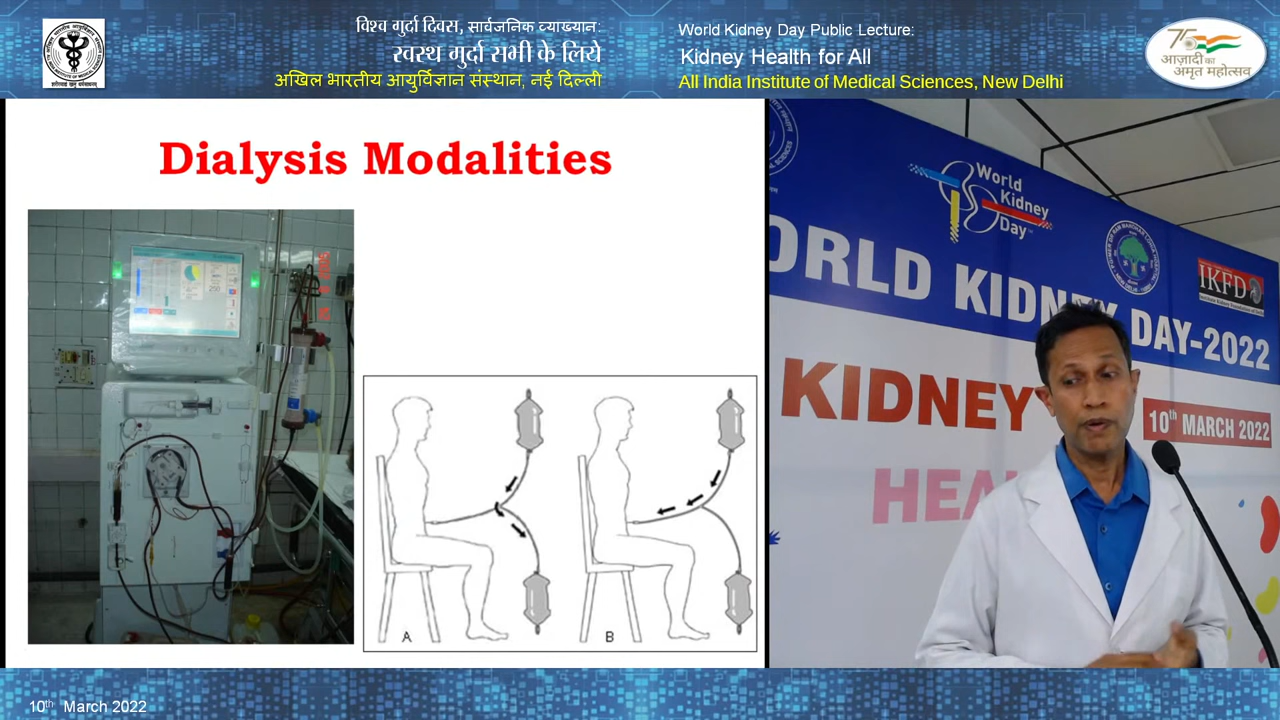 विश्व गुर्दा दिवस, सार्वजनिक व्याख्यान:
स्वस्थ गुर्दा सभी के लिये
अखिल भारतीय आयुर्विज्ञान संस्थान, नई दिल्ली
World Kidney Day Public Lecture:
Kidney Health for All
All India Institute of Medical Sciences, New Delhi
आज़ादी का
अमृत महोत्सव
Dialysis Modalities
250
A
B
World
Kidney
Day
IKFD
ORLD KIDNEY DAY-2022
KIDNEY
10th MARCH 2022
HEA
10th March 2022